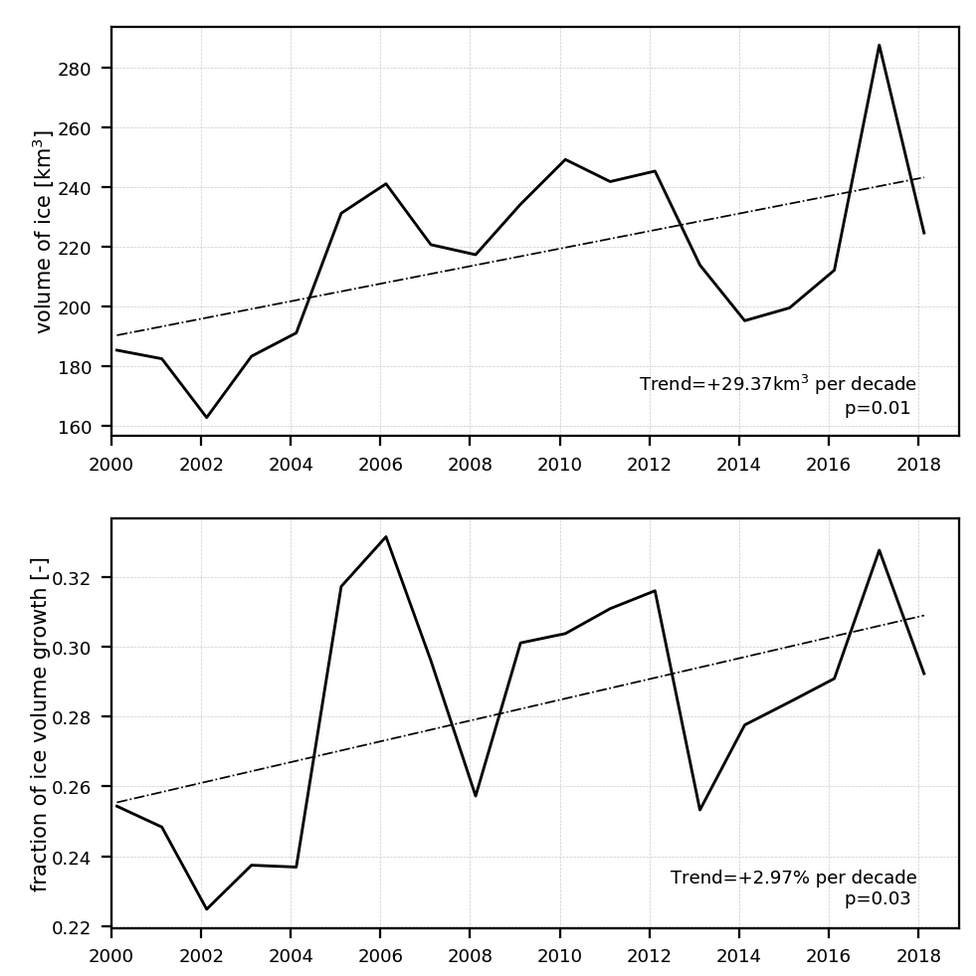 volume of ice [km³]
280
260
240
220
200
180
160
Trend=+29.37km³ per decade
p=0.01
2000 2002 2004 2006 2008 2010 2012 2014 2016 2018
fraction of ice volume growth [-]
0.32
0.30
0.28
0.26
0.24
0.22
Trend=+2.97% per decade
p=0.03
2000 2002 2004 2006 2008 2010 2012 2014 2016 2018